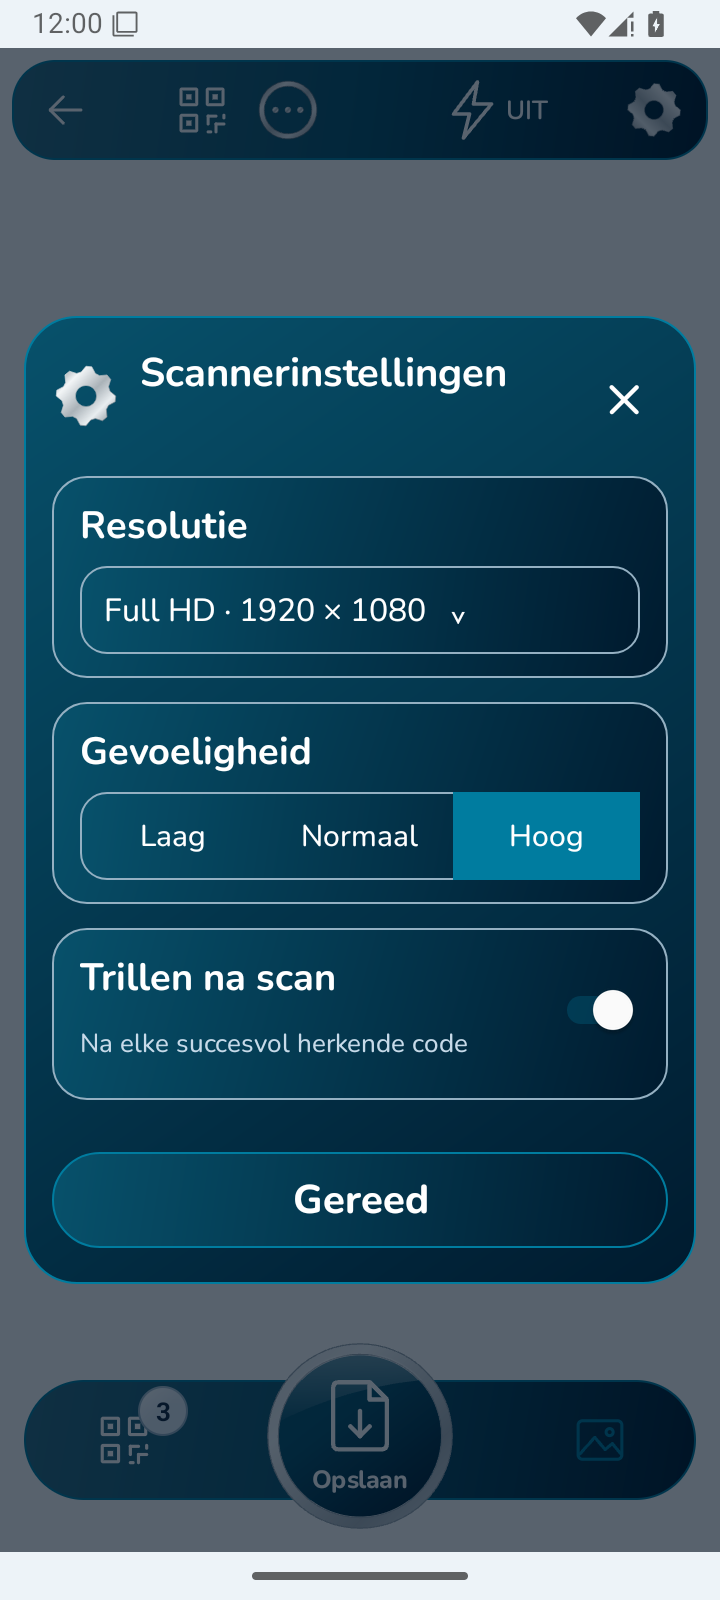 12:00
UIT
Scannerinstellingen
Resolutie
Full HD · 1920 × 1080
Gevoeligheid
Laag Normaal Hoog
Trillen na scan
Na elke succesvol herkende code
Gereed
3
Opslaan